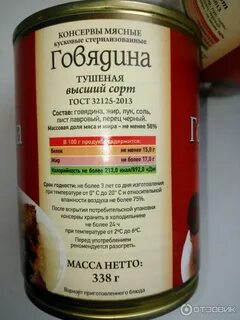 КОНСЕРВЫ МЯСНЫЕ
кусковые стерилизованные
ГОВЯДИНА
ТУШЕНАЯ
высший сорт
ГОСТ 32125-2013
Состав: говядина, жир, лук, соль,
лист лавровый, перец черный.
Массовая доля мяса и жира - не менее 58%
В 100 г продукта содержится:
Белок не менее 15,0 г
Жир не более 17,0 г
Калорийность не более 213,0 ккал/892,0 кДж
Срок годности: не более 3 лет со дня изготовления
при температуре от 0° С до 20° С и относительной
влажности воздуха не более 75%.
После вскрытия потребительской упаковки
консервы хранить в холодильнике
не более 24 ч
при температуре от 2°С до 6°С.
Перед употреблением
рекомендуется разогреть.
МАССА НЕТТО:
338 г
Вариант приготовленного блюда
ОТЗОВИК